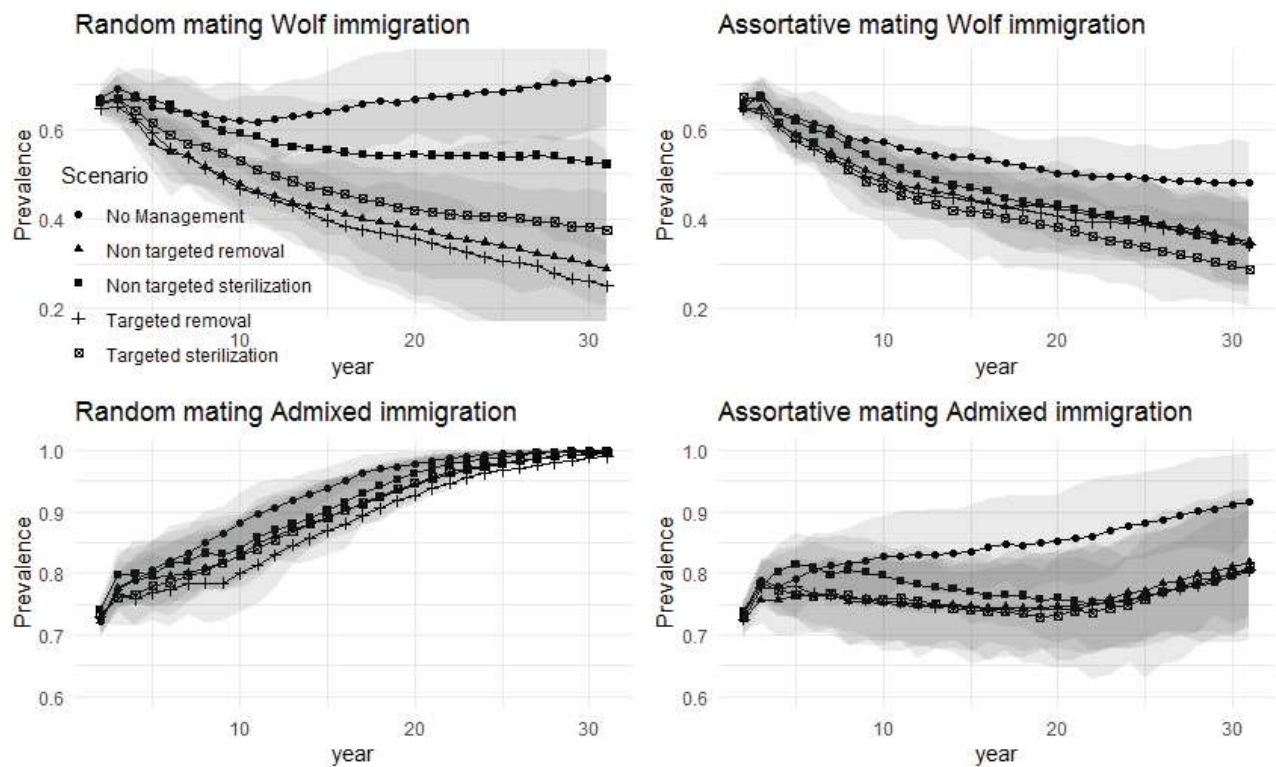 Random mating Wolf immigration
Prevalence
0.6
0.4
0.2
Scenario
No Management
Non targeted removal
Non targeted sterilization
Targeted removal
Targeted sterilization
10
20
30
year
Assortative mating Wolf immigration
Prevalence
0.6
0.4
0.2
10
20
30
year
Random mating Admixed immigration
Prevalence
1.0
0.9
0.8
0.7
0.6
10
20
30
year
Assortative mating Admixed immigration
Prevalence
1.0
0.9
0.8
0.7
0.6
10
20
30
year